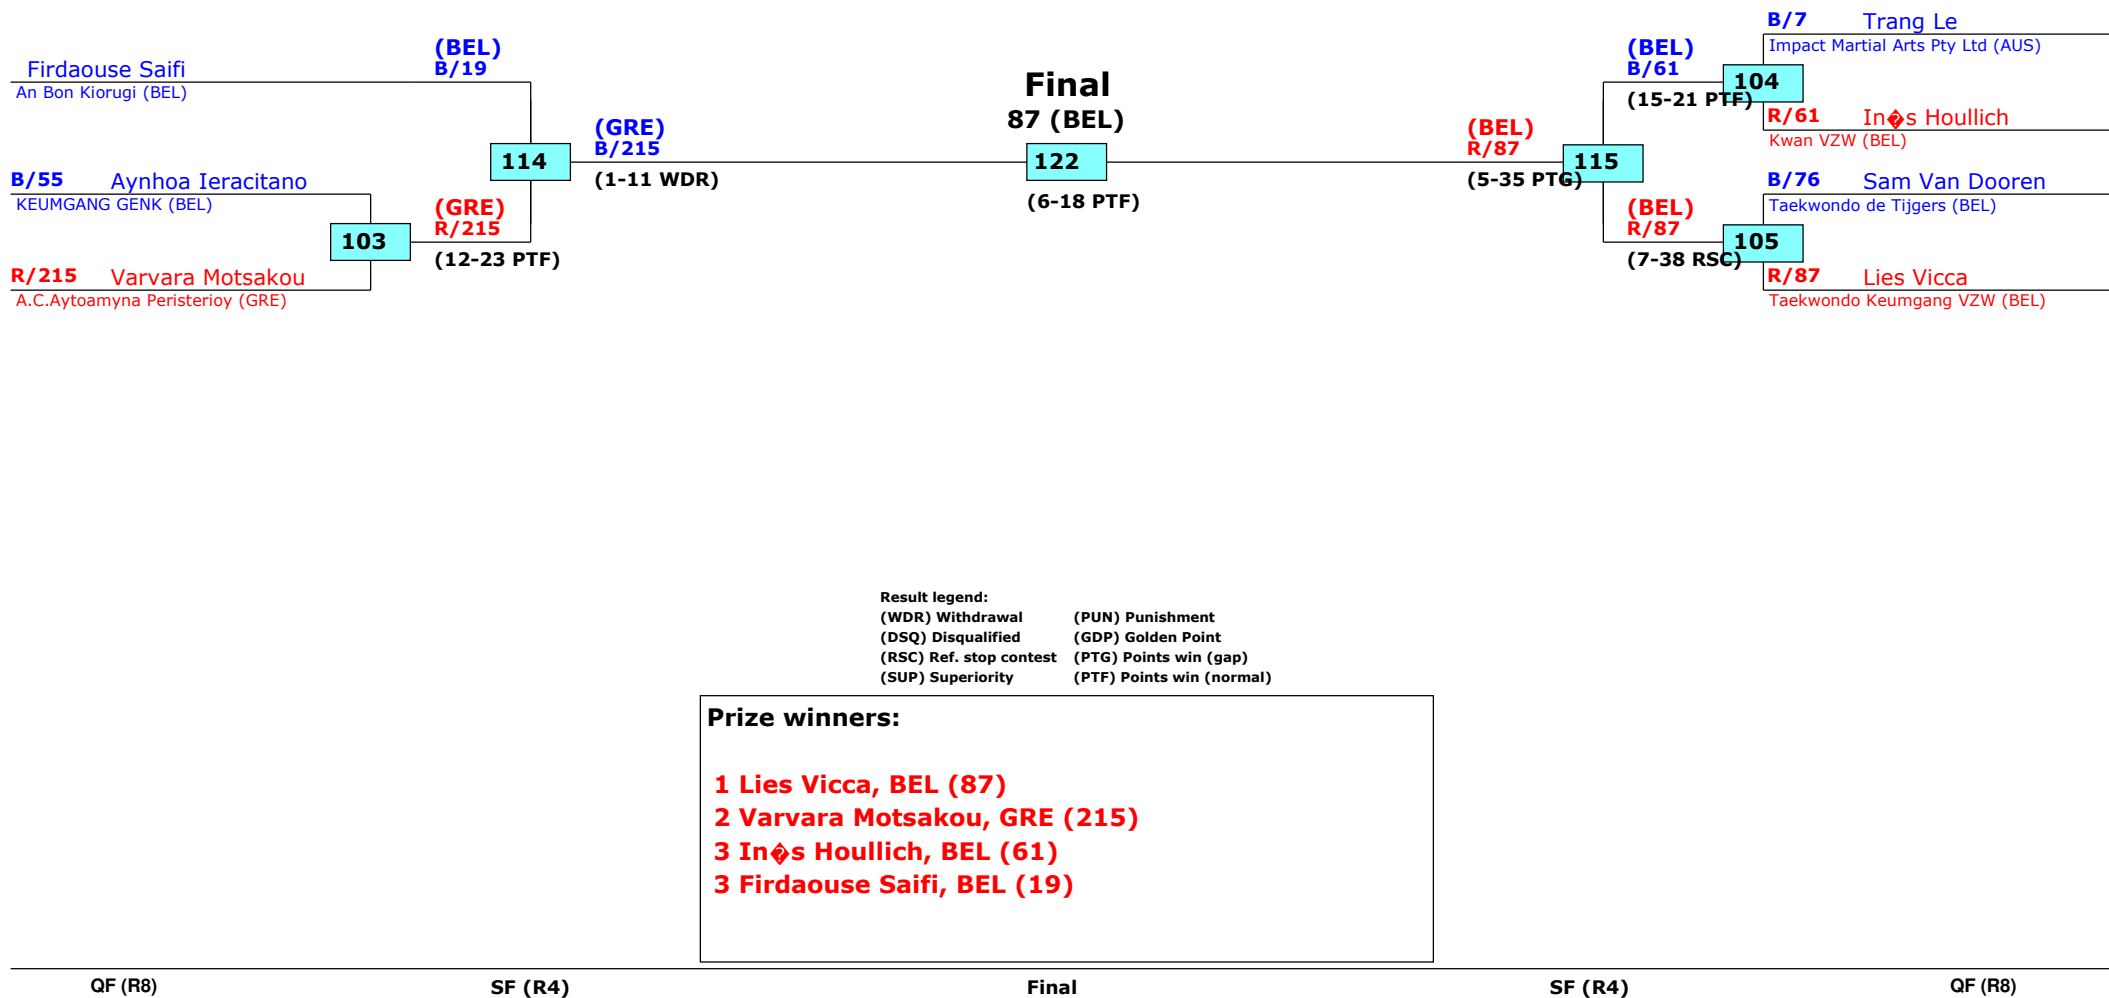 Firdaouse Saifi
An Bon Kiorugi (BEL)
B/55 Aynhoa Ieracitano
KEUMGANG GENK (BEL)
R/215 Varvara Motsakou
A.C.Aytoamyna Peristerioy (GRE)
103
(BEL)
B/19
(GRE)
R/215
(12-23 PTF)
114
(GRE)
B/215
(1-11 WDR)
Final
87 (BEL)
122
(6-18 PTF)
(BEL)
R/87
(5-35 PTG)
115
(BEL)
B/61
(15-21 PTF)
(BEL)
R/87
(7-38 RSC)
104
105
B/7 Trang Le
Impact Martial Arts Pty Ltd (AUS)
R/61 In�s Houllich
Kwan VZW (BEL)
B/76 Sam Van Dooren
Taekwondo de Tijgers (BEL)
R/87 Lies Vicca
Taekwondo Keumgang VZW (BEL)
Result legend:
(WDR) Withdrawal (PUN) Punishment
(DSQ) Disqualified (GDP) Golden Point
(RSC) Ref. stop contest (PTG) Points win (gap)
(SUP) Superiority (PTF) Points win (normal)
Prize winners:
1 Lies Vicca, BEL (87)
2 Varvara Motsakou, GRE (215)
3 In�s Houllich, BEL (61)
3 Firdaouse Saifi, BEL (19)
QF (R8) SF (R4) Final SF (R4) QF (R8)